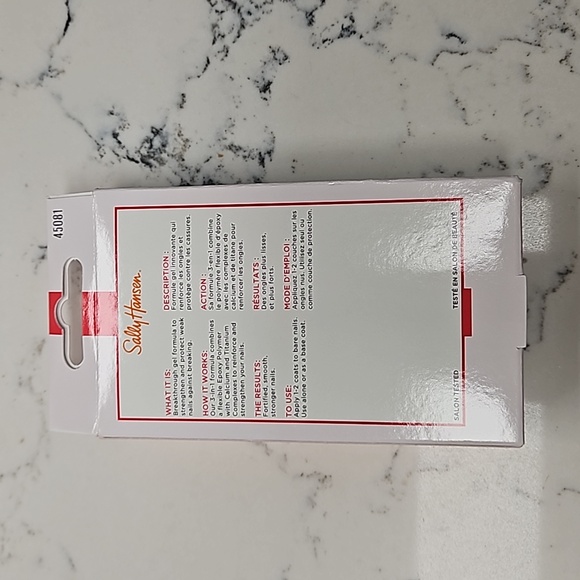 45081
Sally Hansen.
WHAT IT IS:
Breakthrough gel formula to
strengthen and protect weak
nails against breaking.
HOW IT WORKS:
Our 3-in-1 formula combines
a flexible Epoxy Polymer
with Calcium and Titanium
Complexes to reinforce and
strengthen your nails.
THE RESULTS:
Fortified, smooth,
stronger nails.
TO USE:
Apply 1-2 coats to bare nails.
Use alone or as a base coat.
DESCRIPTION :
Formule gel innovante qui
renforce les ongles et
protège contre les cassures.
ACTION :
Sa formule 3-en-1 combine
le polymère flexible d'époxy
avec les complexes de
calcium et de titane pour
renforcer les ongles.
RÉSULTATS :
Des ongles plus lisses,
et plus forts.
MODE D'EMPLOI :
Appliquez 1-2 couches sur les
ongles nus. Utilisez seul ou
comme couche de protection.
SALON TESTED
TESTÉ EN SALON DE BEAUTÉ